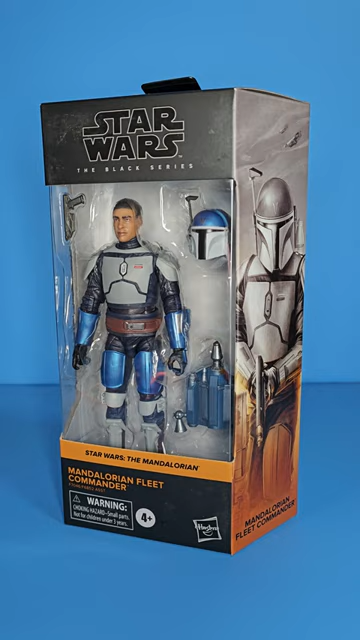 STAR
WARS
THE BLACK SERIES
STAR WARS: THE MANDALORIAN
MANDALORIAN FLEET
COMMANDER
WARNING:
CHOKING HAZARD–Small parts.
Not for children under 3 years.
4+
Hasbro
MANDALORIAN
FLEET COMMANDER